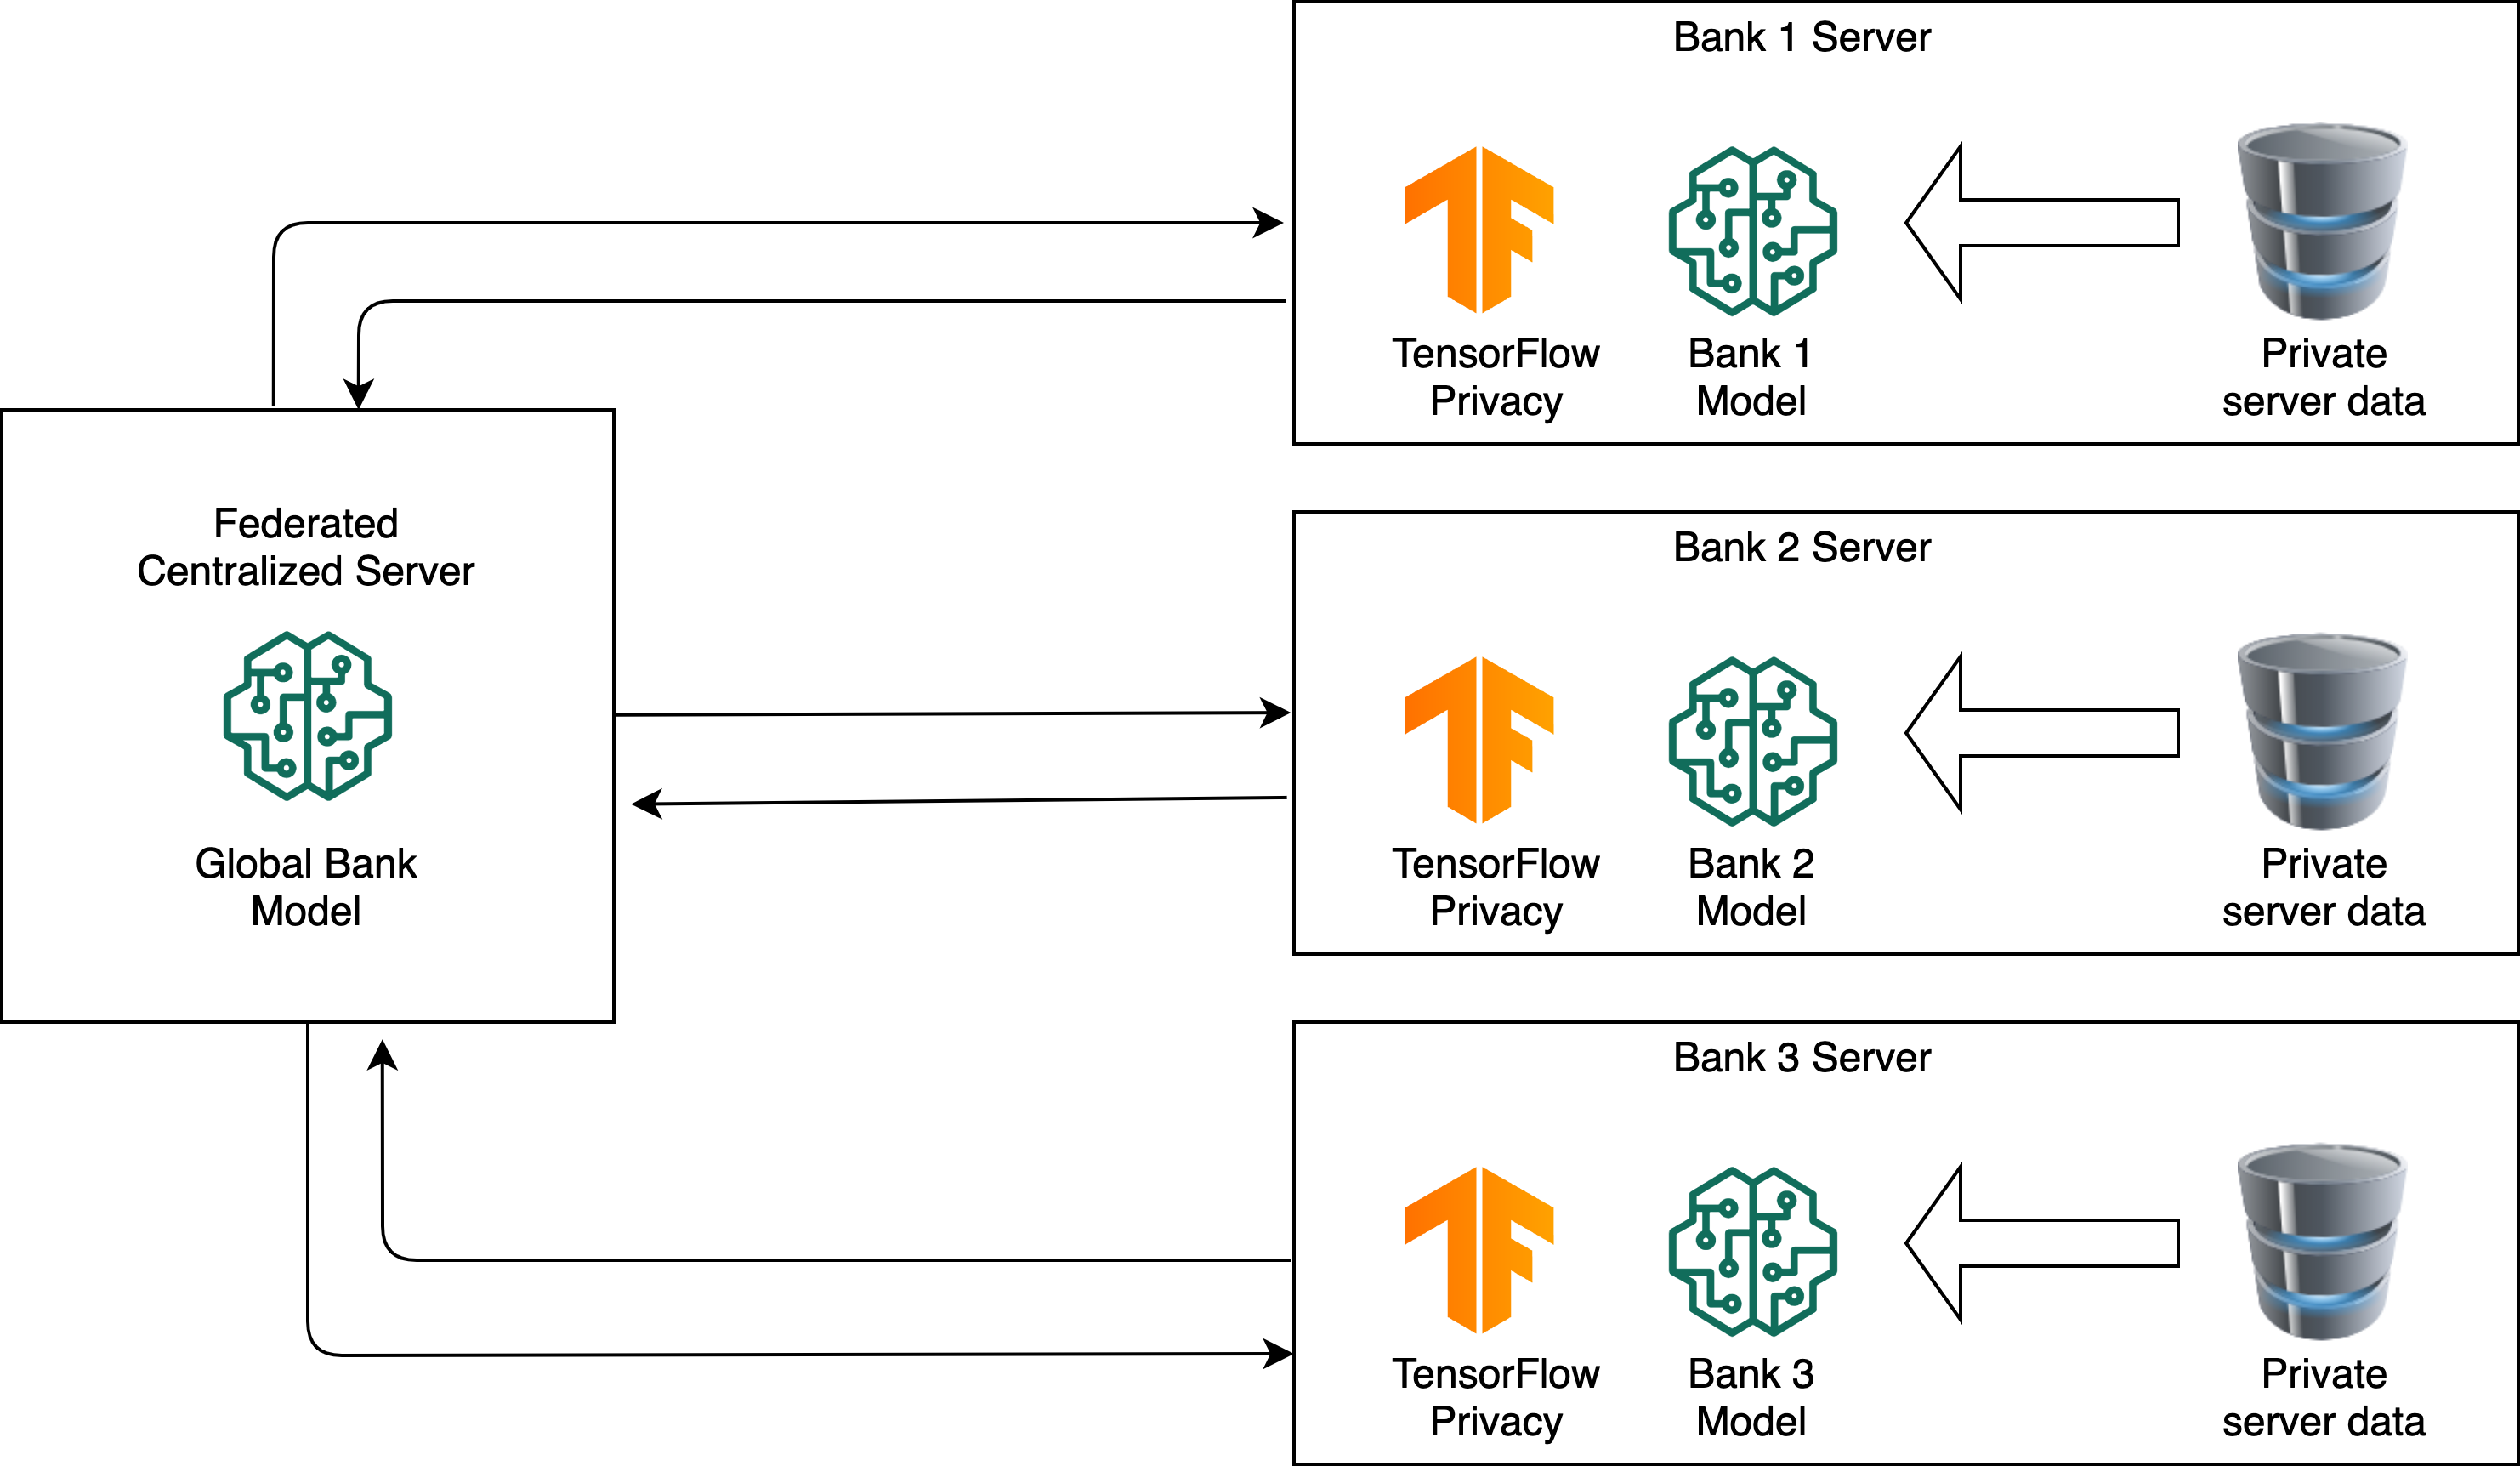 Bank 1 Server
TensorFlow
Privacy
Bank 1
Model
Private
server data
Federated
Centralized Server
Global Bank
Model
Bank 2 Server
TensorFlow
Privacy
Bank 2
Model
Private
server data
Bank 3 Server
TensorFlow
Privacy
Bank 3
Model
Private
server data